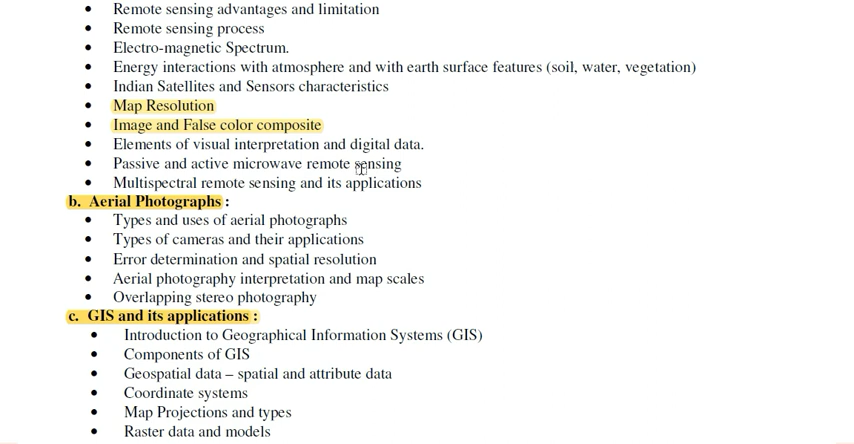 • Remote sensing advantages and limitation
• Remote sensing process
• Electro-magnetic Spectrum.
• Energy interactions with atmosphere and with earth surface features (soil, water, vegetation)
• Indian Satellites and Sensors characteristics
• Map Resolution
• Image and False color composite
• Elements of visual interpretation and digital data.
• Passive and active microwave remote sensing
• Multispectral remote sensing and its applications
b. Aerial Photographs :
• Types and uses of aerial photographs
• Types of cameras and their applications
• Error determination and spatial resolution
• Aerial photography interpretation and map scales
• Overlapping stereo photography
c. GIS and its applications :
• Introduction to Geographical Information Systems (GIS)
• Components of GIS
• Geospatial data – spatial and attribute data
• Coordinate systems
• Map Projections and types
• Raster data and models